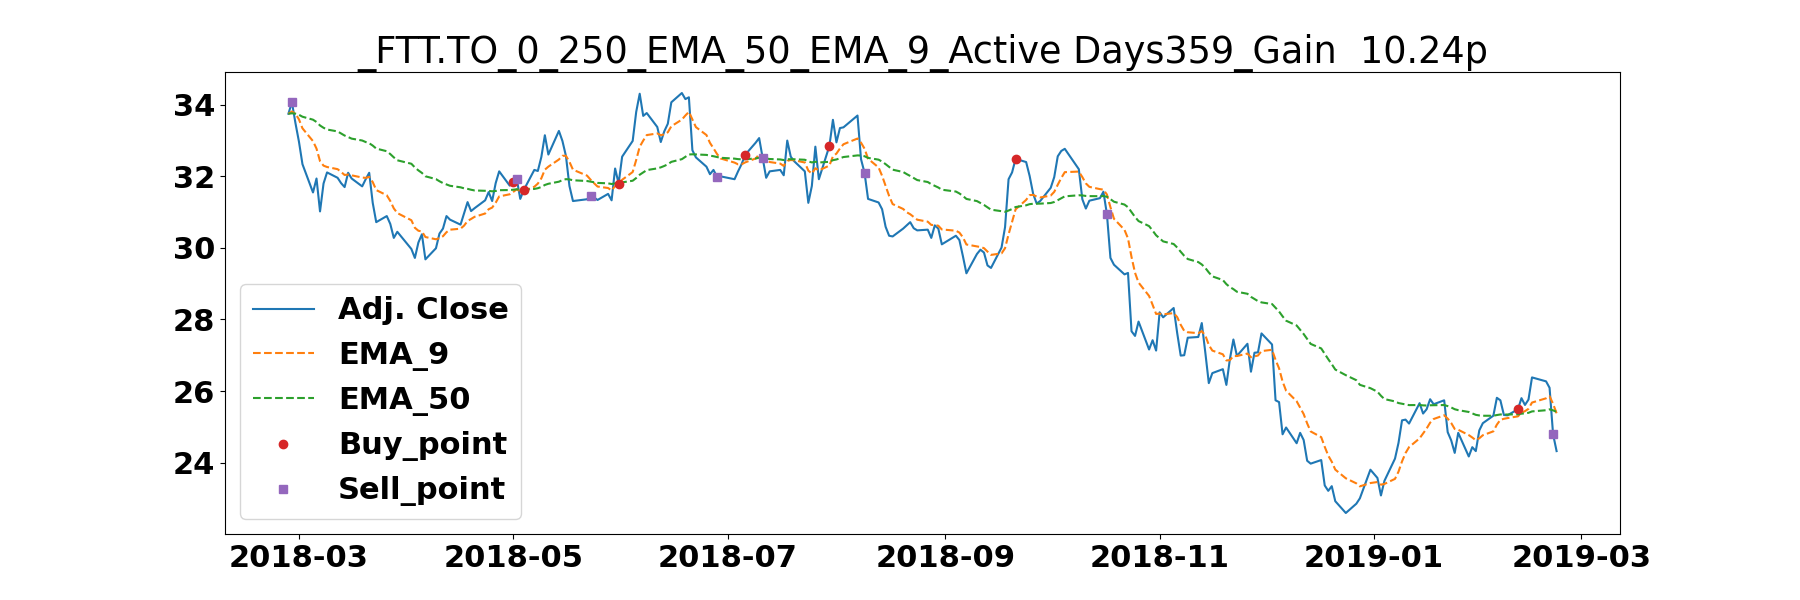 _FTT.TO_0_250_EMA_50_EMA_9_Active Days359_Gain  10.24p
34
32
30
28
26
24
Adj. Close
EMA_9
EMA_50
Buy_point
Sell_point
2018-03 2018-05 2018-07 2018-09 2018-11 2019-01 2019-03